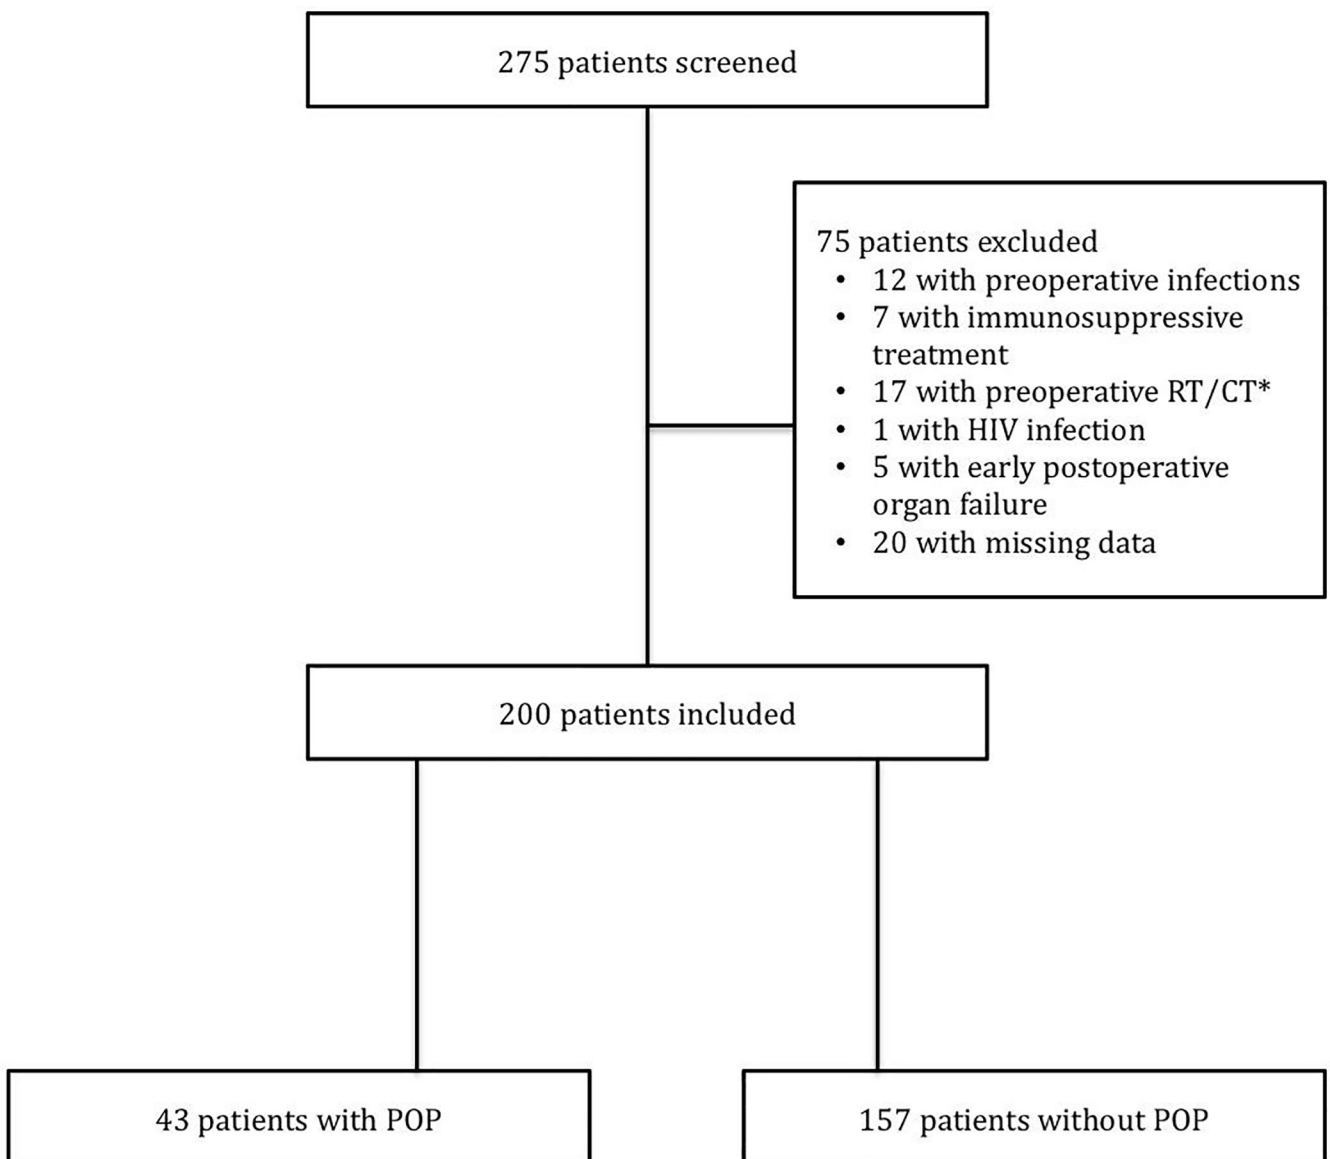 275 patients screened
75 patients excluded
• 12 with preoperative infections
• 7 with immunosuppressive
treatment
• 17 with preoperative RT/CT*
• 1 with HIV infection
• 5 with early postoperative
organ failure
• 20 with missing data
200 patients included
43 patients with POP
157 patients without POP